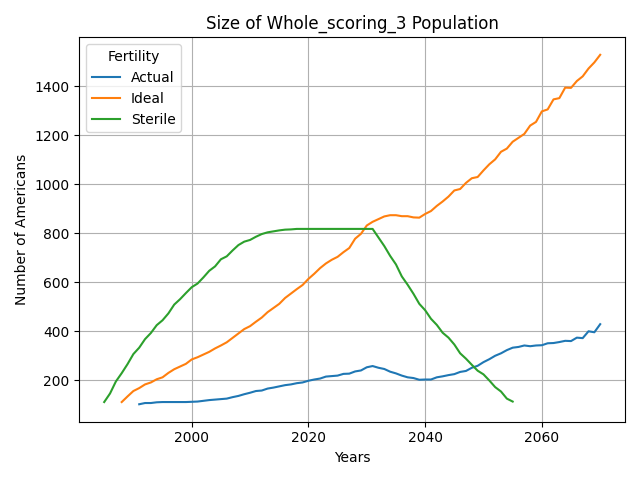 Size of Whole_scoring_3 Population
Fertility
Actual
Ideal
Sterile
Number of Americans
1400
1200
1000
800
600
400
200
2000
2020
2040
2060
Years